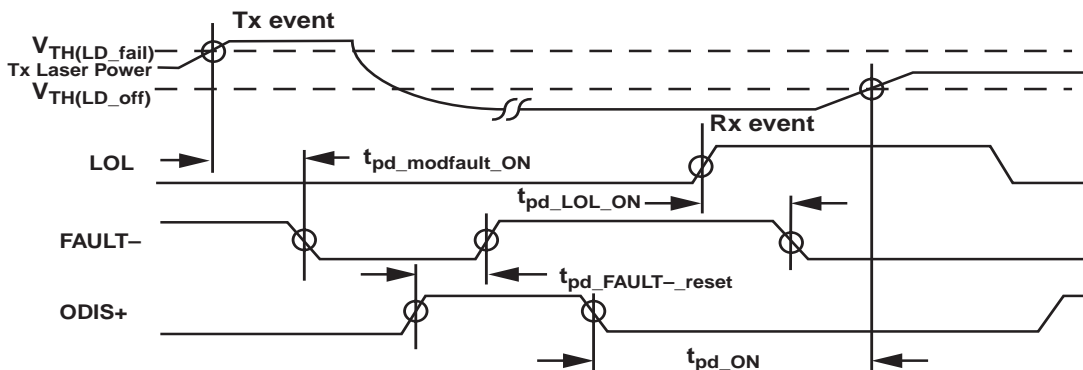 Tx event
VTH(LD_fail)
Tx Laser Power
VTH(LD_off)
Rx event
LOL
tpd_modfault_ON
tpd_LOL_ON
FAULT–
tpd_FAULT–_reset
ODIS+
tpd_ON